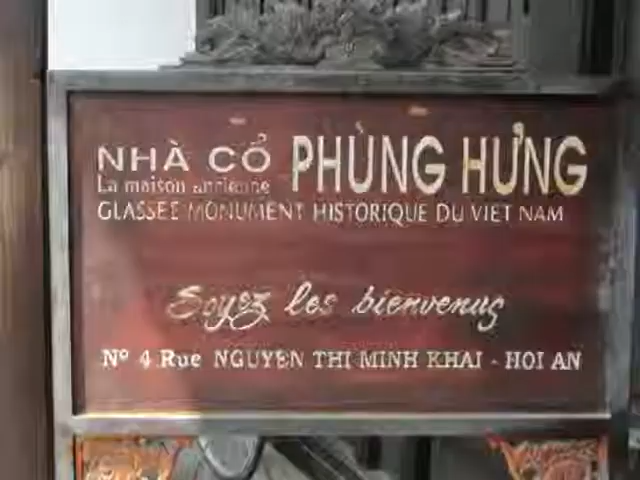 NHÀ CỔ PHÙNG HƯNG
La maison ancienne
GLASSEE MONUMENT HISTORIQUE DU VIET NAM
Soyez les bienvenus
Nº 4 Rue NGUYEN THI MINH KHAI - HOI AN